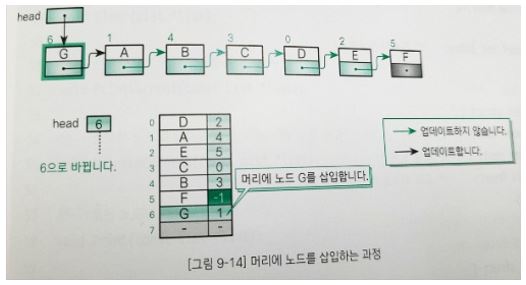 head
6 1 4 3 0 2 5
G A B C D E F
head 6
6으로 바뀝니다.
0 D 2
1 A 4
2 E 5
3 C 0
4 B 3
5 F -1
6 G 1
7 - -
머리에 노드 G를 삽입합니다.
업데이트하지 않습니다.
업데이트합니다.
[그림 9-14] 머리에 노드를 삽입하는 과정